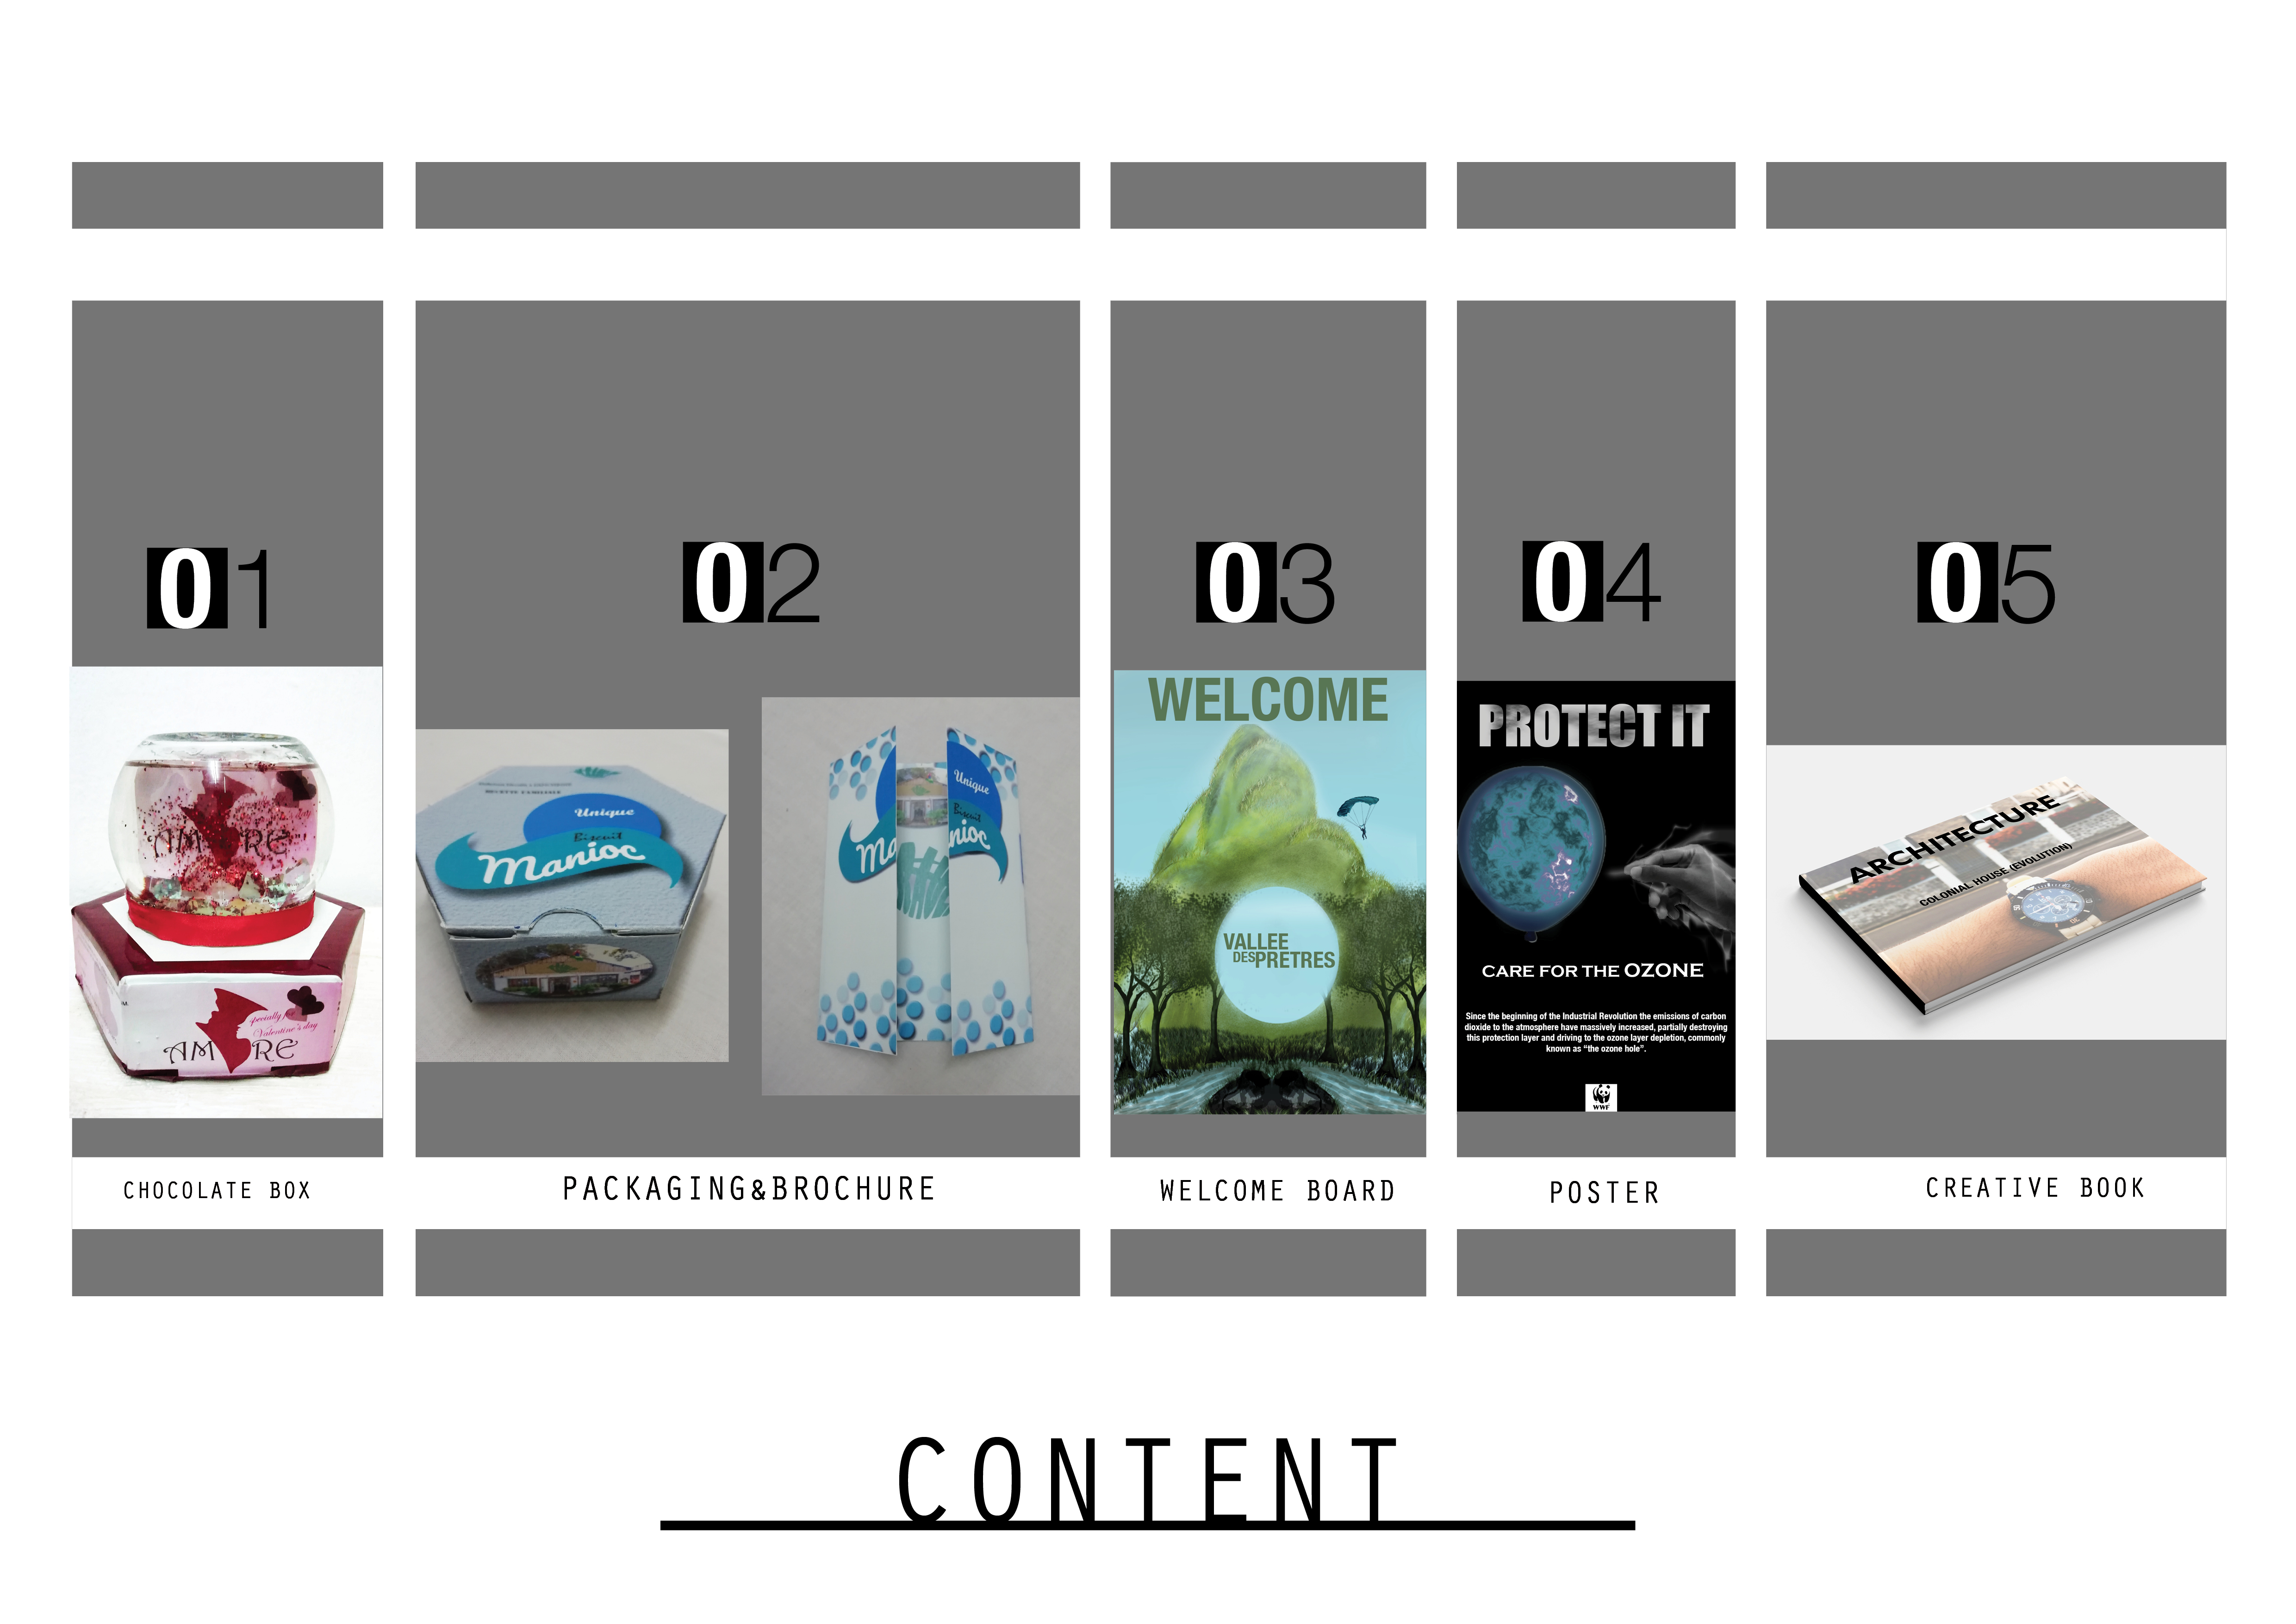 01
02
03
04
05
AM RE
specially for
Valentine's day
AM RE
Unique
Biscuit
Manioc
Unique
Biscuit
Ma
nioc
WELCOME
VALLEE
DES PRETRES
PROTECT IT
CARE FOR THE OZONE
Since the beginning of the Industrial Revolution the emissions of carbon
dioxide to the atmosphere have massively increased, partially destroying
this protection layer and driving to the ozone layer depletion, commonly
known as “the ozone hole”.
WWF
ARCHITECTURE
COLONIAL HOUSE (EVOLUTION)
CHOCOLATE BOX
PACKAGING&BROCHURE
WELCOME BOARD
POSTER
CREATIVE BOOK
CONTENT